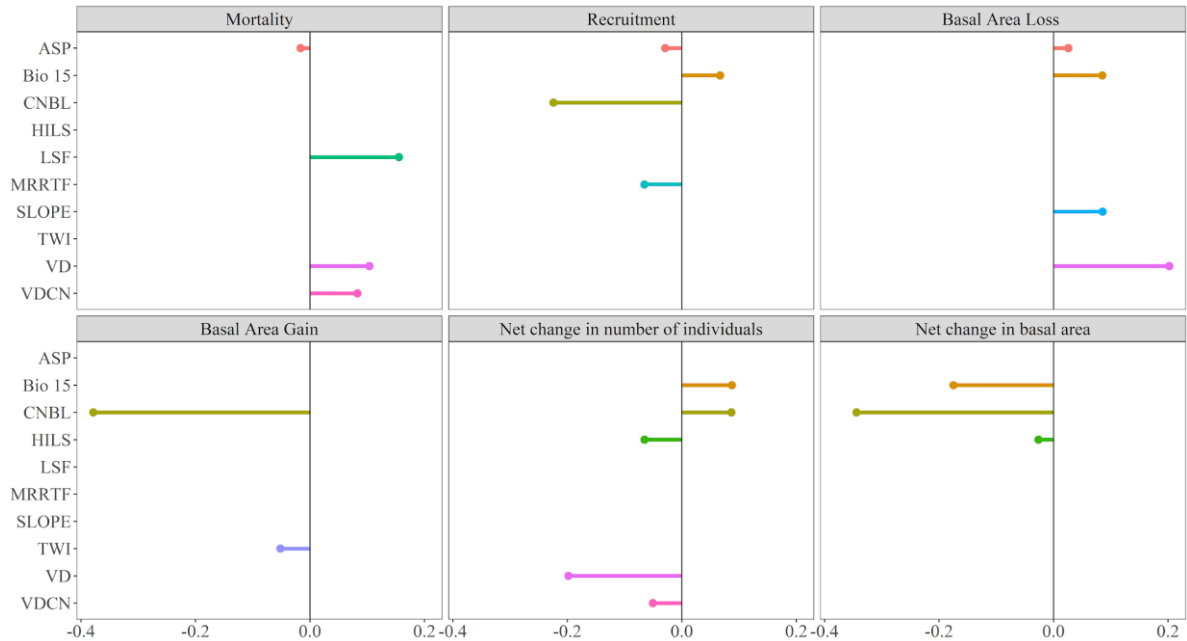 Mortality
Recruitment
Basal Area Loss
ASP
Bio 15
CNBL
HILS
LSF
MRRTF
SLOPE
TWI
VD
VDCN
Basal Area Gain
Net change in number of individuals
Net change in basal area
ASP
Bio 15
CNBL
HILS
LSF
MRRTF
SLOPE
TWI
VD
VDCN
-0.4 -0.2 0.0 0.2
-0.4 -0.2 0.0 0.2
-0.4 -0.2 0.0 0.2